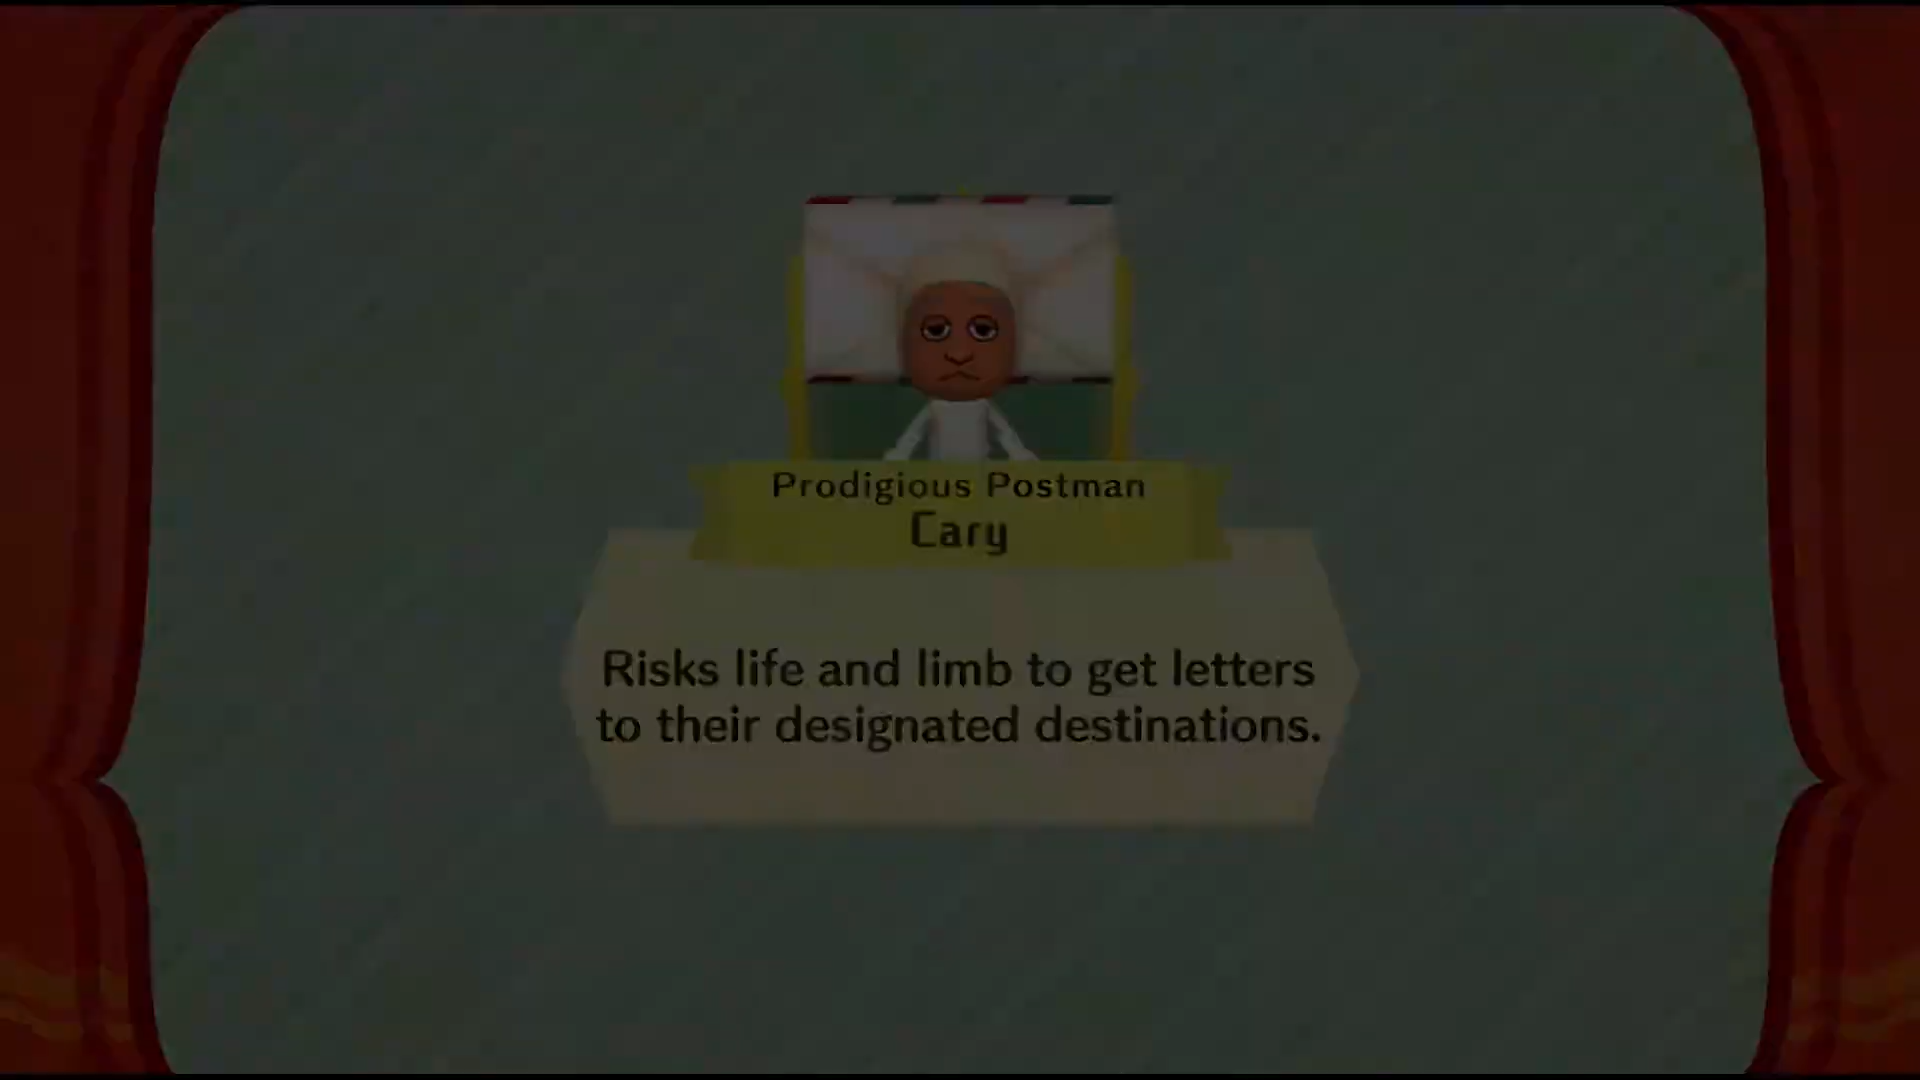 Prodigious Postman
Cary
Risks life and limb to get letters
to their designated destinations.